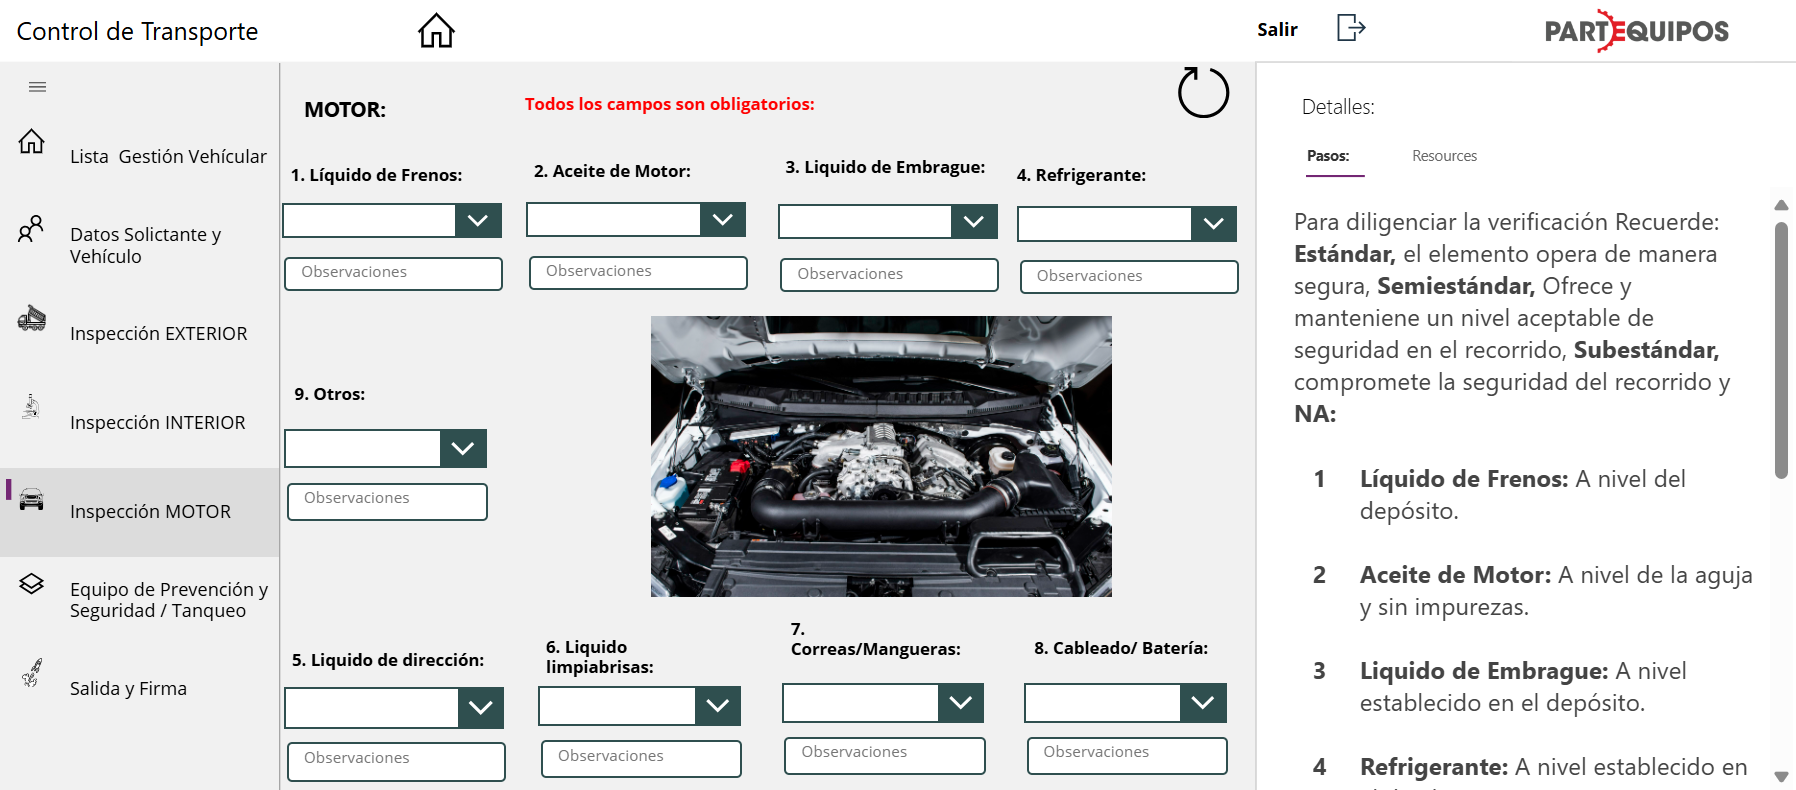 Control de Transporte
Salir
PARTEQUIPOS
Lista  Gestión Vehícular
Datos Solictante y
Vehículo
Inspección EXTERIOR
Inspección INTERIOR
Inspección MOTOR
Equipo de Prevención y
Seguridad / Tanqueo
Salida y Firma
MOTOR:
Todos los campos son obligatorios:
1. Líquido de Frenos:
2. Aceite de Motor:
3. Liquido de Embrague:
4. Refrigerante:
Observaciones
Observaciones
Observaciones
Observaciones
9. Otros:
Observaciones
5. Liquido de dirección:
6. Liquido
limpiabrisas:
7.
Correas/Mangueras:
8. Cableado/ Batería:
Observaciones
Observaciones
Observaciones
Observaciones
Detalles:
Pasos:
Resources
Para diligenciar la verificación Recuerde:
Estándar, el elemento opera de manera
segura, Semiestándar, Ofrece y
manteniene un nivel aceptable de
seguridad en el recorrido, Subestándar,
compromete la seguridad del recorrido y
NA:
1 Líquido de Frenos: A nivel del
depósito.
2 Aceite de Motor: A nivel de la aguja
y sin impurezas.
3 Liquido de Embrague: A nivel
establecido en el depósito.
4 Refrigerante: A nivel establecido en